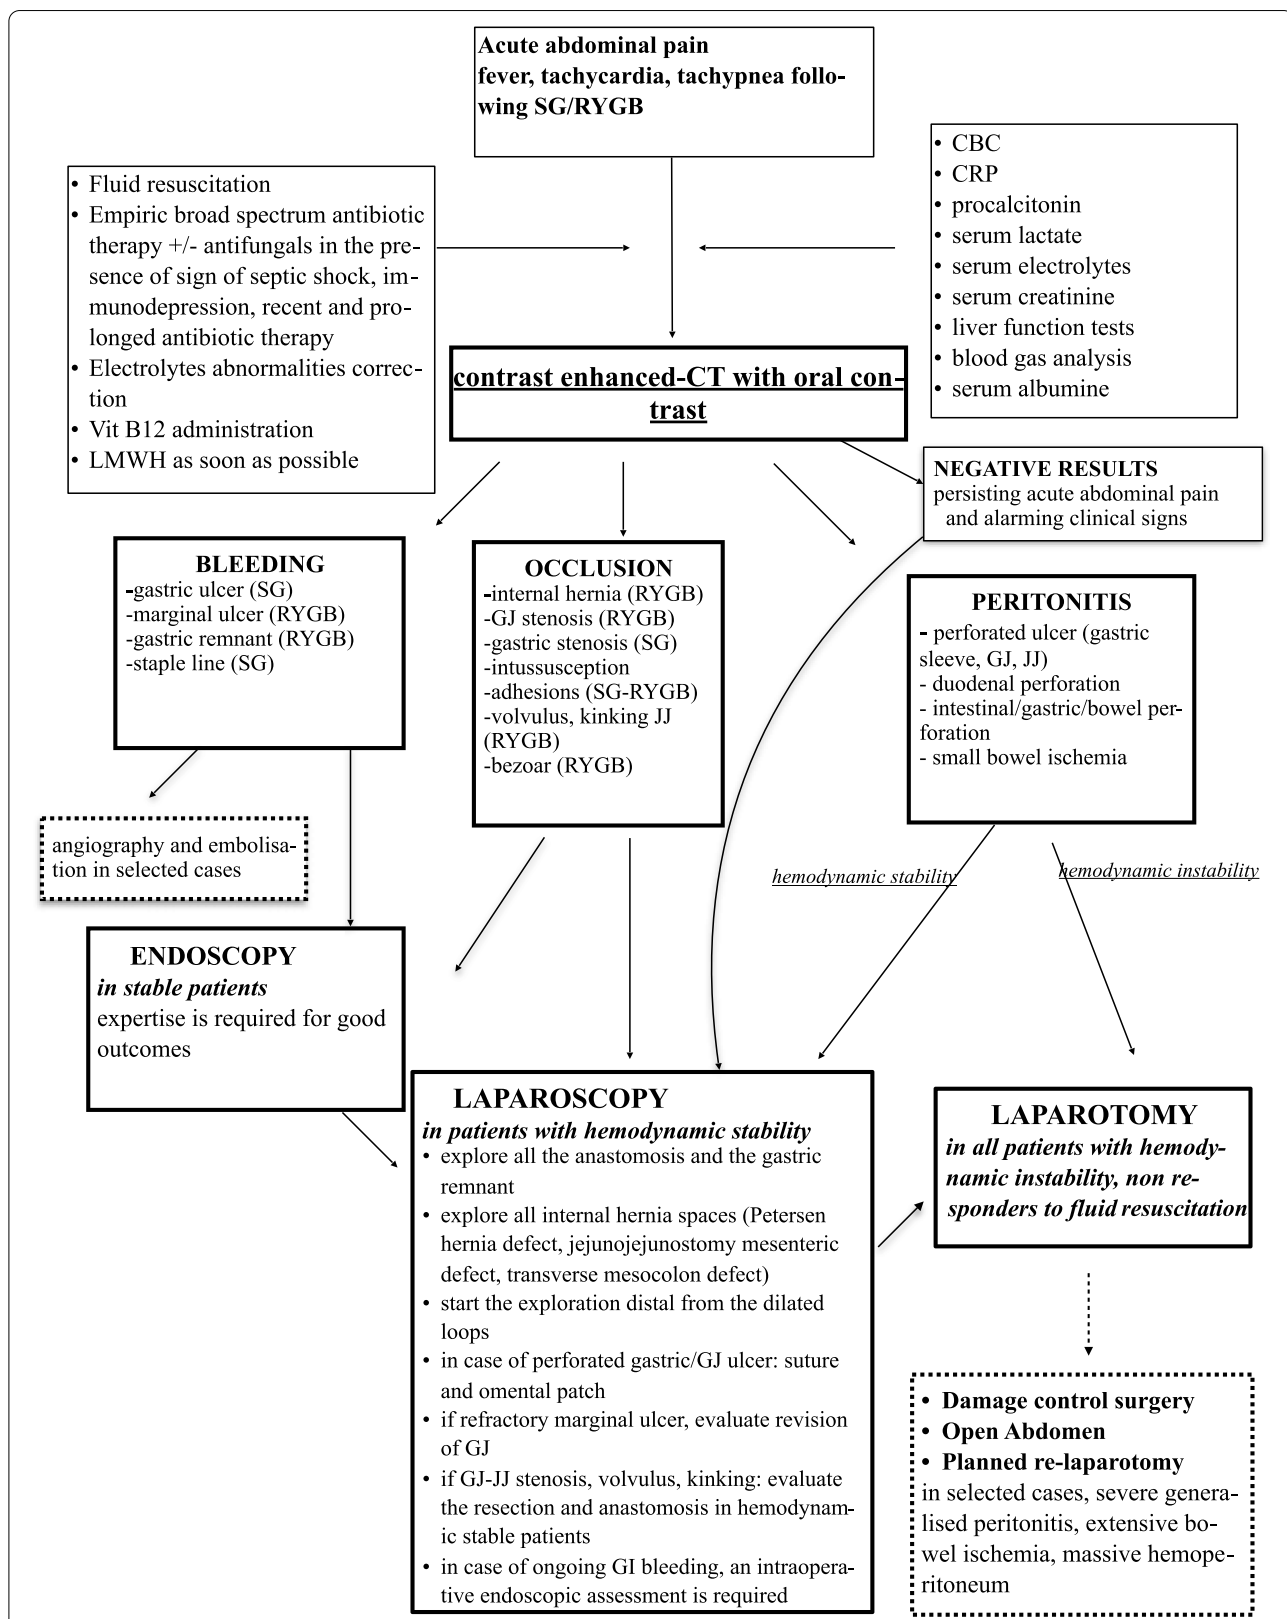 Acute abdominal pain
fever, tachycardia, tachypnea follo-
wing SG/RYGB
• Fluid resuscitation
• Empiric broad spectrum antibiotic
therapy +/- antifungals in the pre-
sence of sign of septic shock, im-
munodepression, recent and pro-
longed antibiotic therapy
• Electrolytes abnormalities correc-
tion
• Vit B12 administration
• LMWH as soon as possible
• CBC
• CRP
• procalcitonin
• serum lactate
• serum electrolytes
• serum creatinine
• liver function tests
• blood gas analysis
• serum albumine
contrast enhanced-CT with oral con-
trast
NEGATIVE RESULTS
persisting acute abdominal pain
and alarming clinical signs
BLEEDING
-gastric ulcer (SG)
-marginal ulcer (RYGB)
-gastric remnant (RYGB)
-staple line (SG)
OCCLUSION
-internal hernia (RYGB)
-GJ stenosis (RYGB)
-gastric stenosis (SG)
-intussusception
-adhesions (SG-RYGB)
-volvulus, kinking JJ
(RYGB)
-bezoar (RYGB)
PERITONITIS
- perforated ulcer (gastric
sleeve, GJ, JJ)
- duodenal perforation
- intestinal/gastric/bowel per-
foration
- small bowel ischemia
angiography and embolisa-
tion in selected cases
hemodynamic stability
hemodynamic instability
ENDOSCOPY
in stable patients
expertise is required for good
outcomes
LAPAROSCOPY
in patients with hemodynamic stability
• explore all the anastomosis and the gastric
remnant
• explore all internal hernia spaces (Petersen
hernia defect, jejunojejunostomy mesenteric
defect, transverse mesocolon defect)
• start the exploration distal from the dilated
loops
• in case of perforated gastric/GJ ulcer: suture
and omental patch
• if refractory marginal ulcer, evaluate revision
of GJ
• if GJ-JJ stenosis, volvulus, kinking: evaluate
the resection and anastomosis in hemodynam-
ic stable patients
• in case of ongoing GI bleeding, an intraopera-
tive endoscopic assessment is required
LAPAROTOMY
in all patients with hemody-
namic instability, non re-
sponders to fluid resuscitation
• Damage control surgery
• Open Abdomen
• Planned re-laparotomy
in selected cases, severe genera-
lised peritonitis, extensive bo-
wel ischemia, massive hemope-
ritoneum